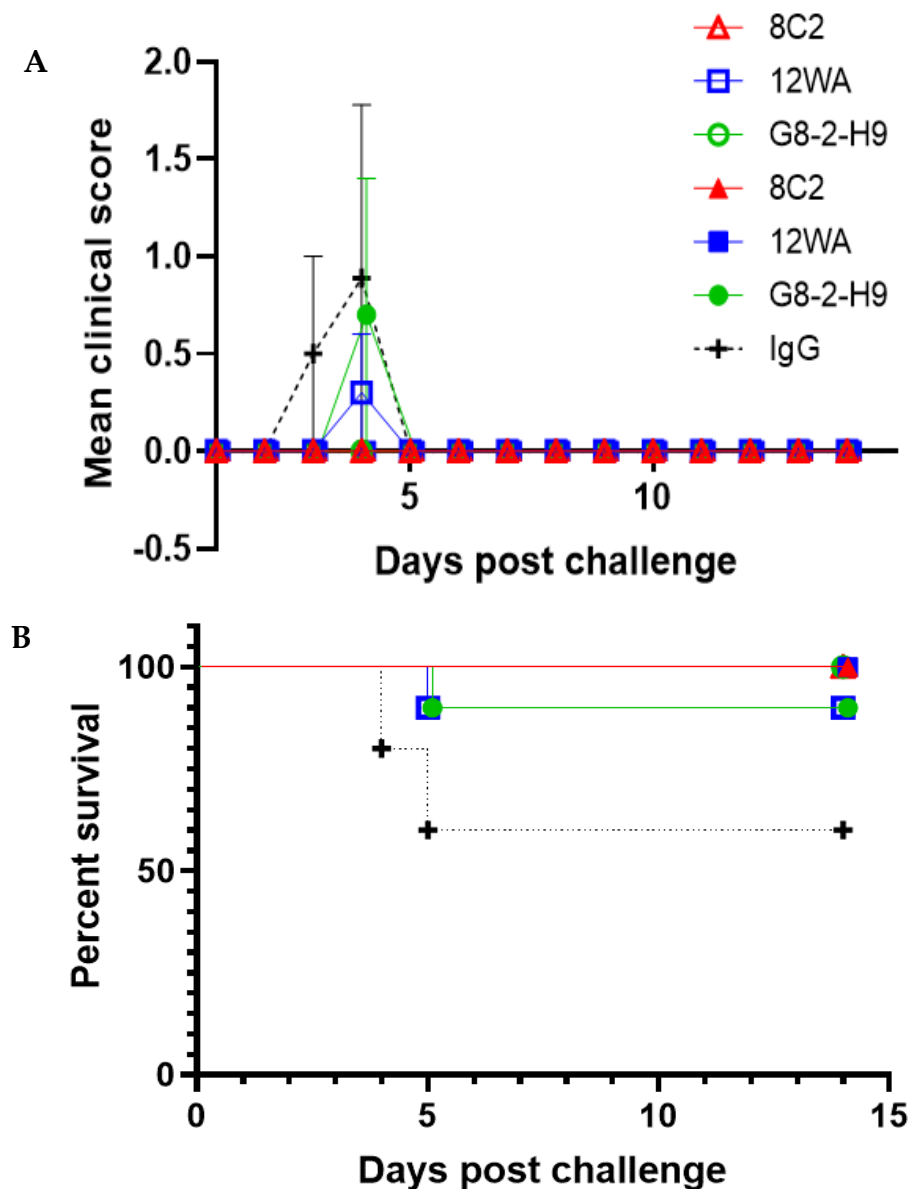 A
2.0
1.5
1.0
0.5
0.0
-0.5
Mean clinical score
5
10
Days post challenge
8C2
12WA
G8-2-H9
8C2
12WA
G8-2-H9
IgG
B
100
50
0
Percent survival
0
5
10
15
Days post challenge